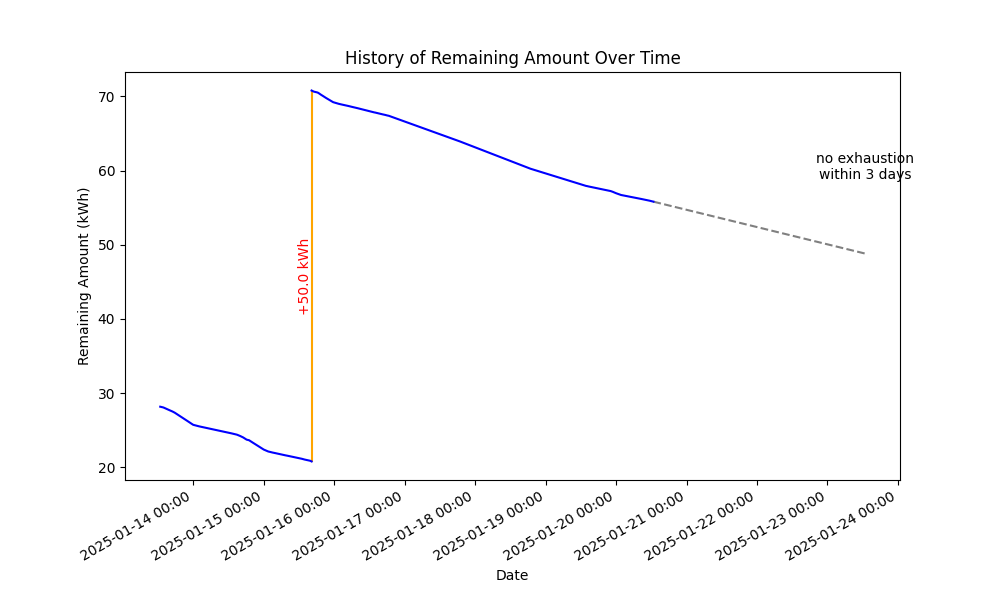 History of Remaining Amount Over Time
Remaining Amount (kWh)
70
60
50
40
30
20
+50.0 kWh
no exhaustion
within 3 days
2025-01-14 00:00
2025-01-15 00:00
2025-01-16 00:00
2025-01-17 00:00
2025-01-18 00:00
2025-01-19 00:00
2025-01-20 00:00
2025-01-21 00:00
2025-01-22 00:00
2025-01-23 00:00
2025-01-24 00:00
Date